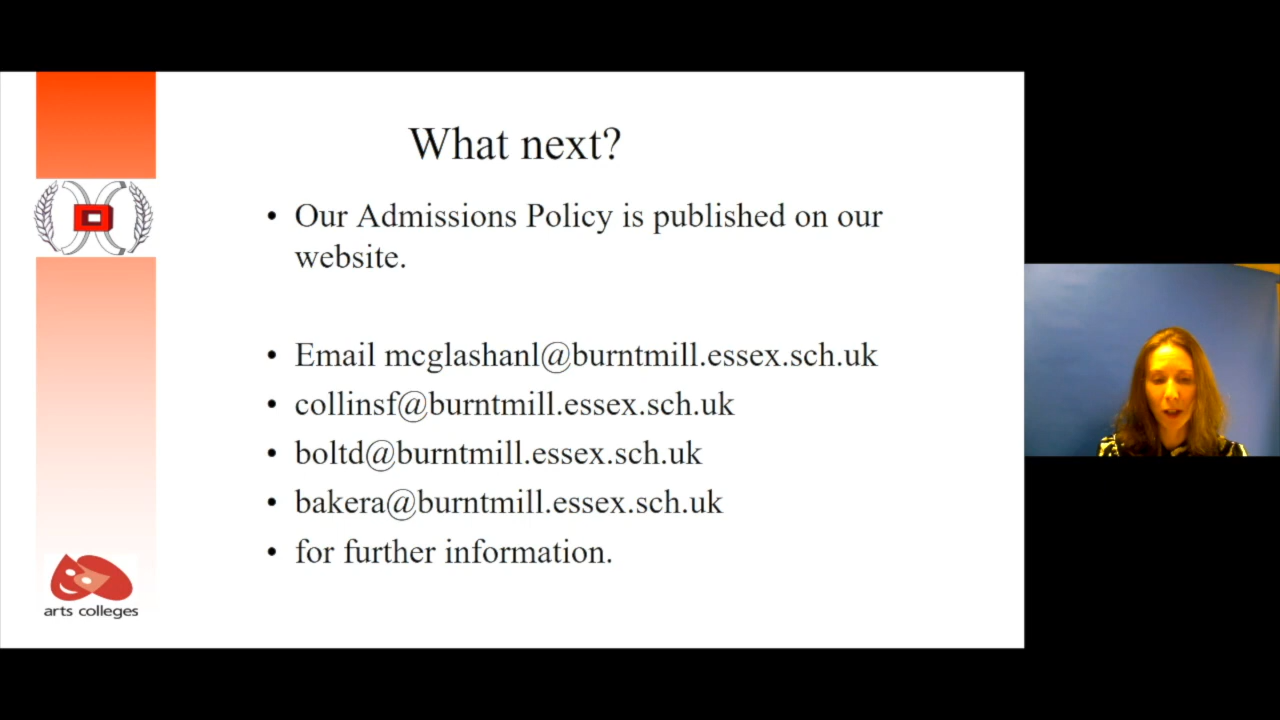 What next?
• Our Admissions Policy is published on our
website.
• Email mcglashanl@burntmill.essex.sch.uk
• collinsf@burntmill.essex.sch.uk
• boltd@burntmill.essex.sch.uk
• bakera@burntmill.essex.sch.uk
• for further information.
arts colleges